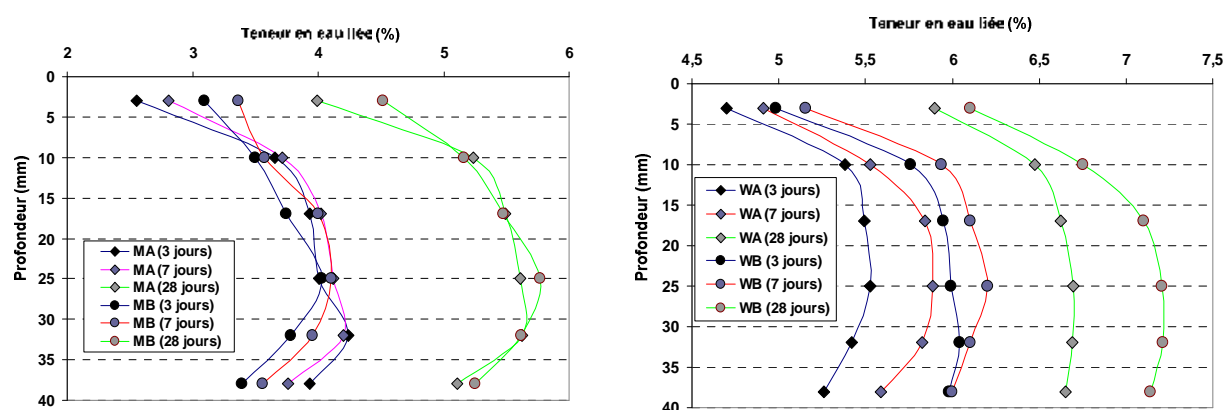 Teneur en eau liée (%)
2 3 4 5 6
0
5
10
15
20
25
30
35
40
Profondeur (mm)
MA (3 jours)
MA (7 jours)
MA (28 jours)
MB (3 jours)
MB (7 jours)
MB (28 jours)
Teneur en eau liée (%)
4,5 5 5,5 6 6,5 7 7,5
0
5
10
15
20
25
30
35
40
Profondeur (mm)
WA (3 jours)
WA (7 jours)
WA (28 jours)
WB (3 jours)
WB (7 jours)
WB (28 jours)